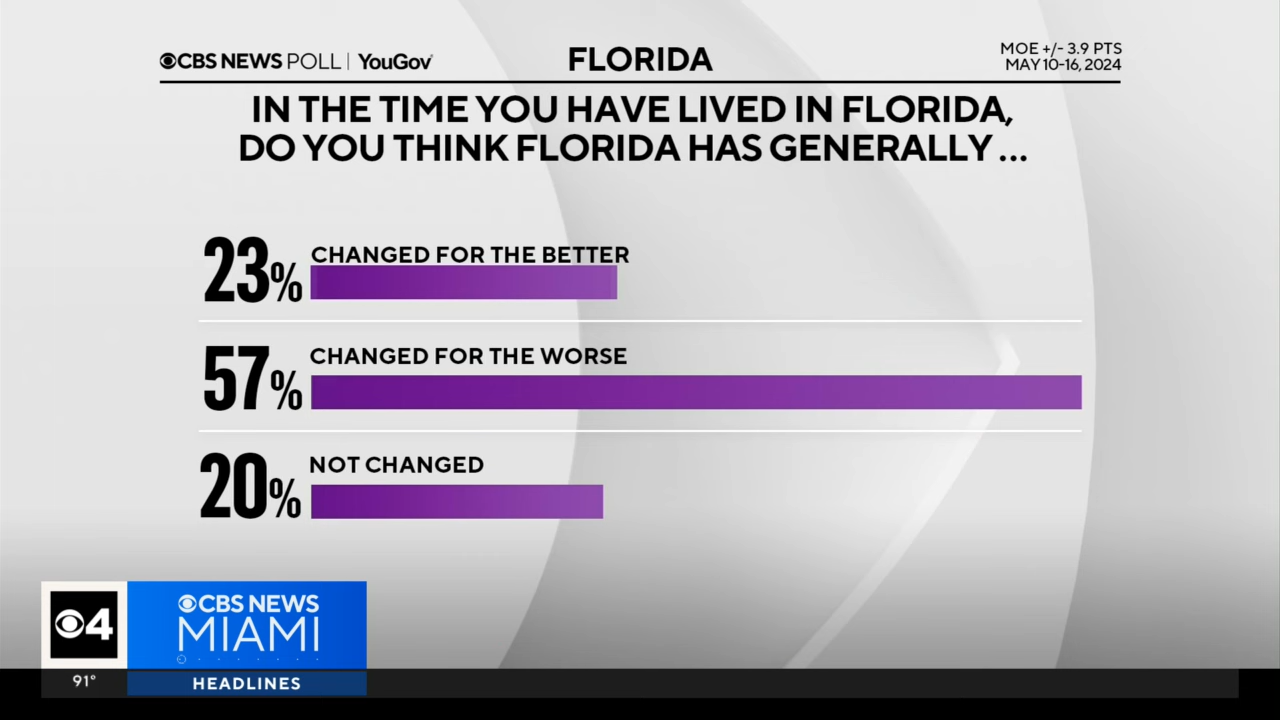 CBS NEWS POLL | YouGov
FLORIDA
MOE +/- 3.9 PTS
MAY 10-16, 2024
IN THE TIME YOU HAVE LIVED IN FLORIDA,
DO YOU THINK FLORIDA HAS GENERALLY ...
23% CHANGED FOR THE BETTER
57% CHANGED FOR THE WORSE
20% NOT CHANGED
4
CBS NEWS
MIAMI
91°
HEADLINES